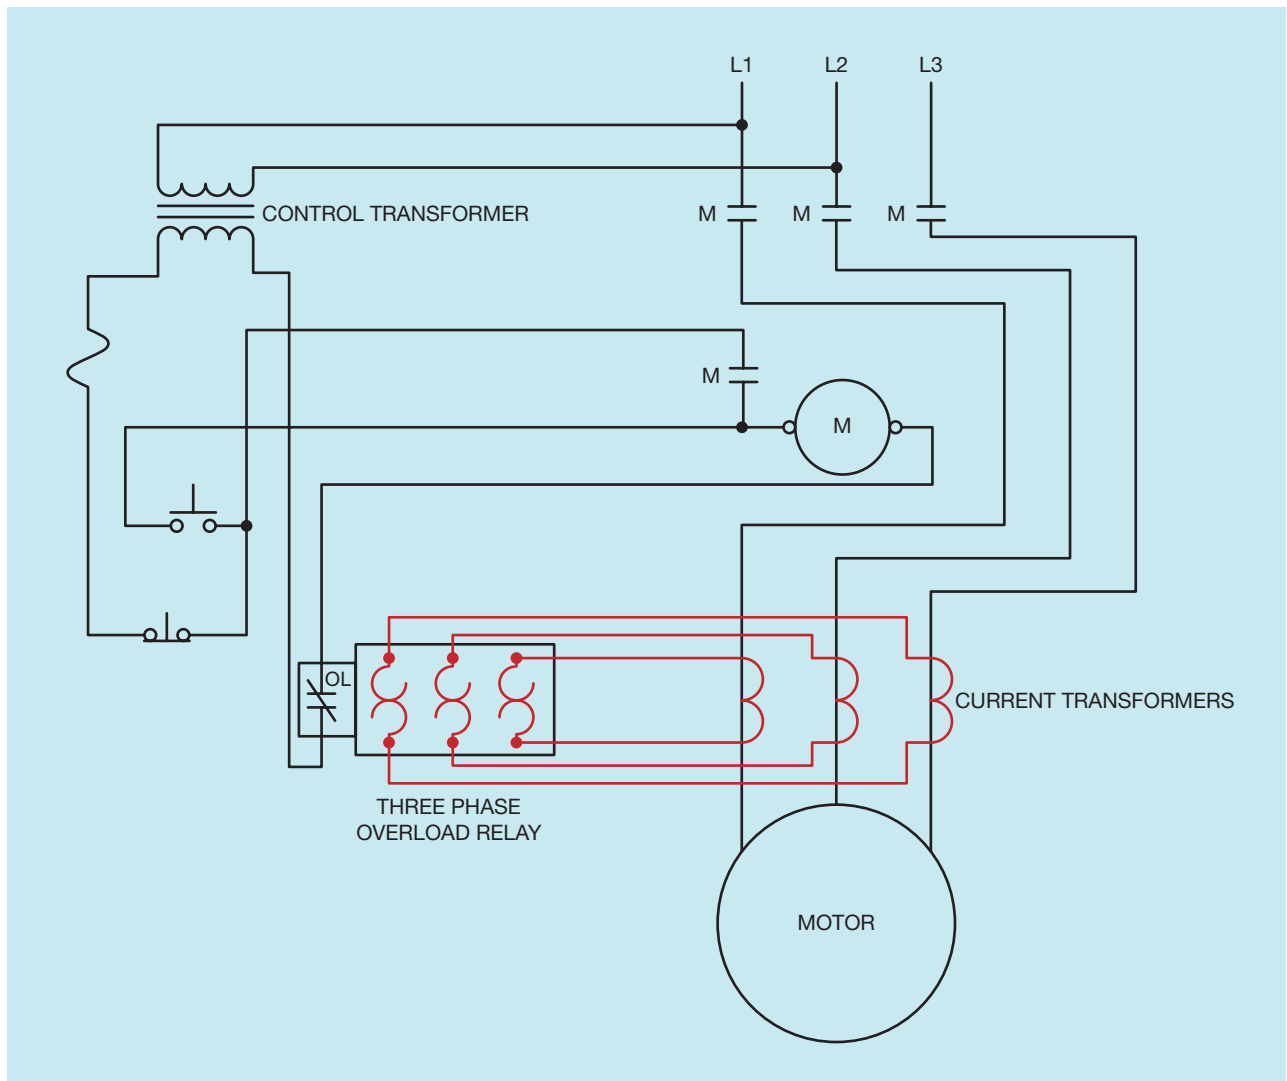 L1 L2 L3
CONTROL TRANSFORMER
M M M
M
M
OL
CURRENT TRANSFORMERS
THREE PHASE
OVERLOAD RELAY
MOTOR